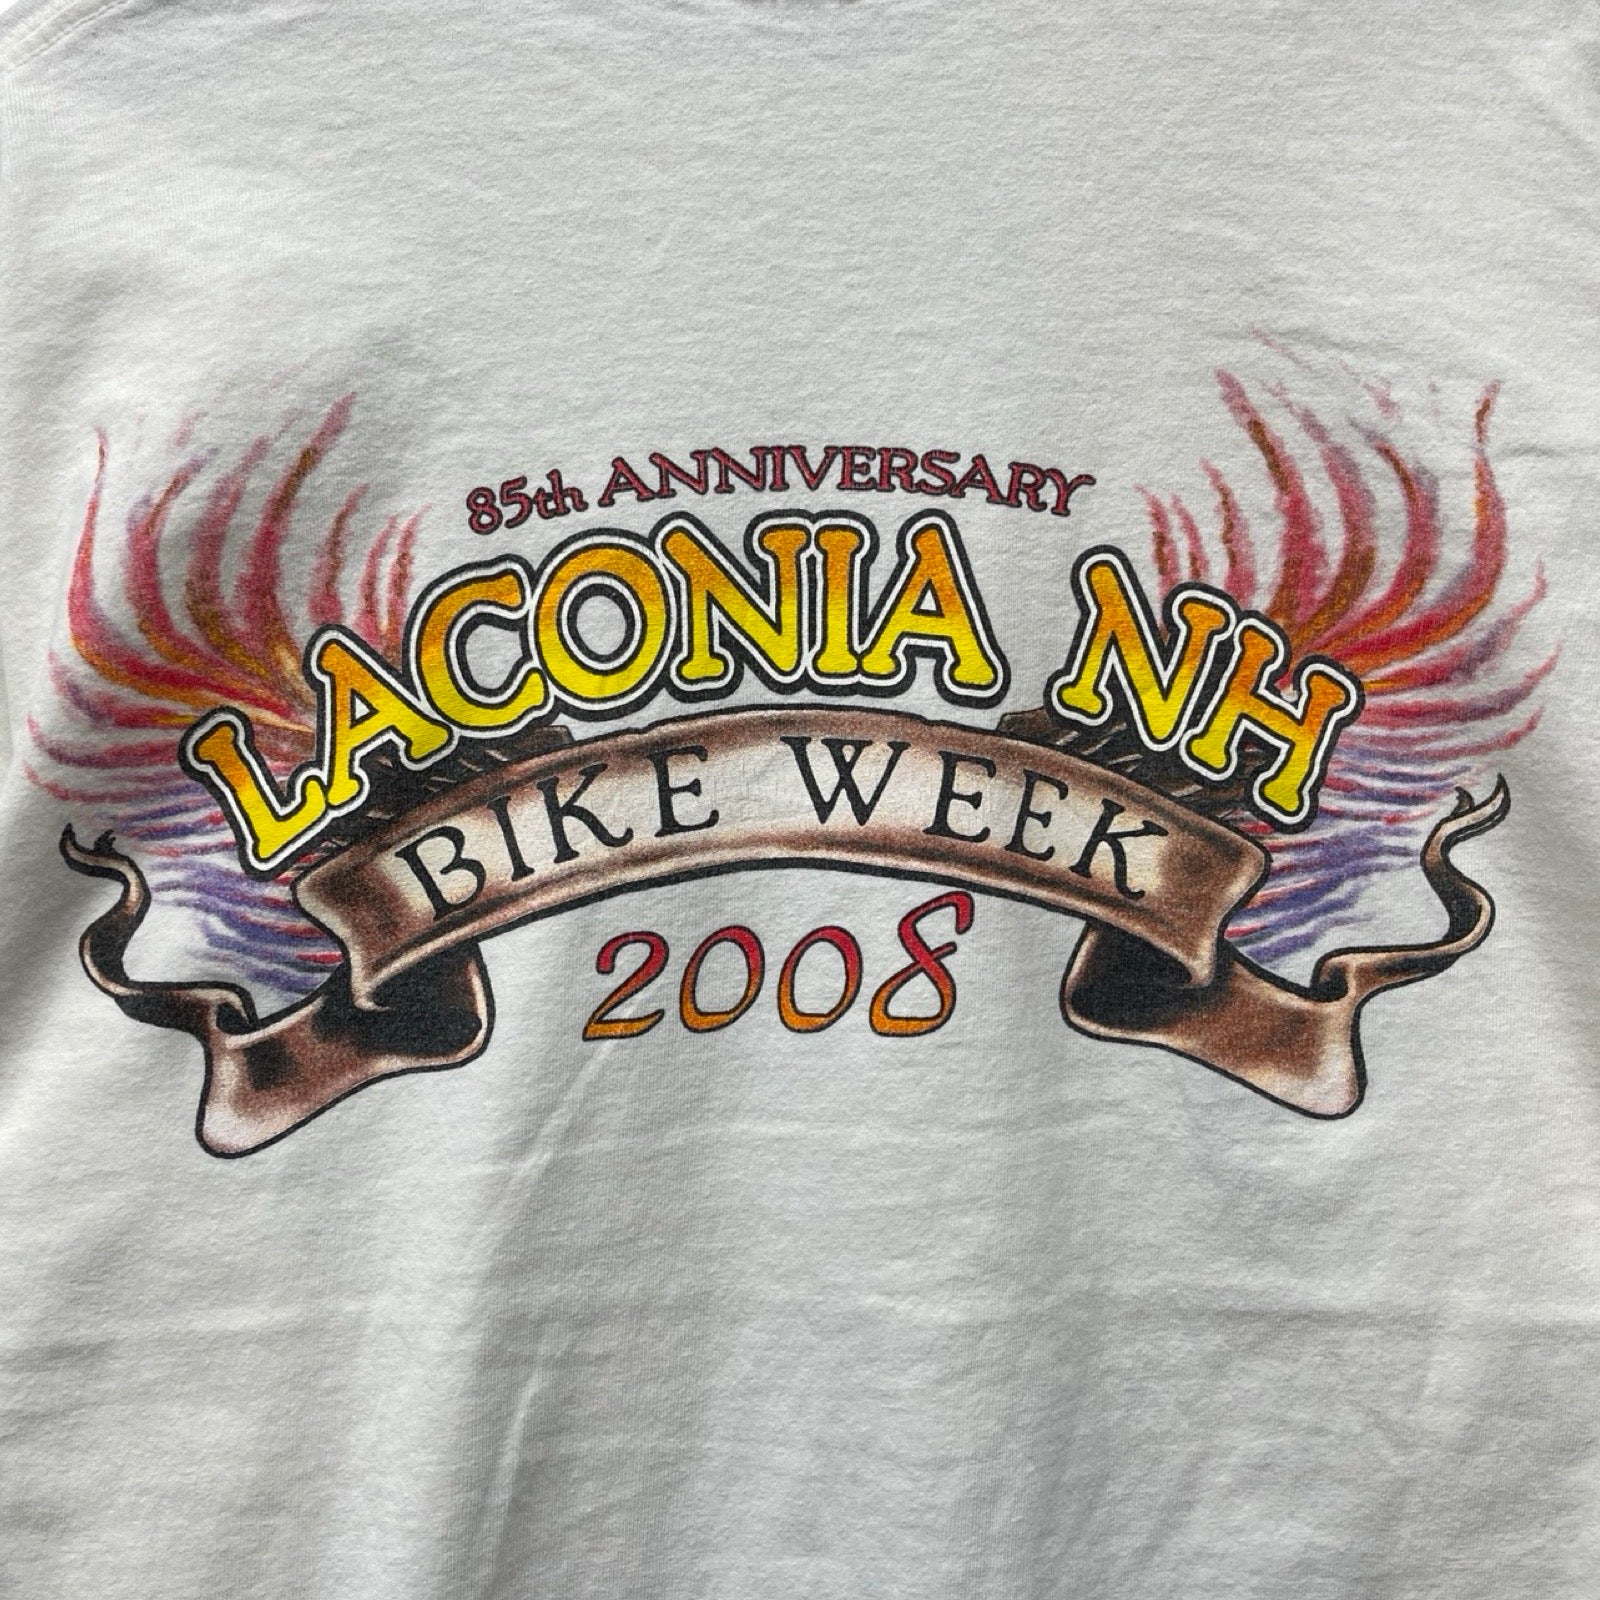 85th ANNIVERSARY
LACONIA NH
BIKE WEEK
2008